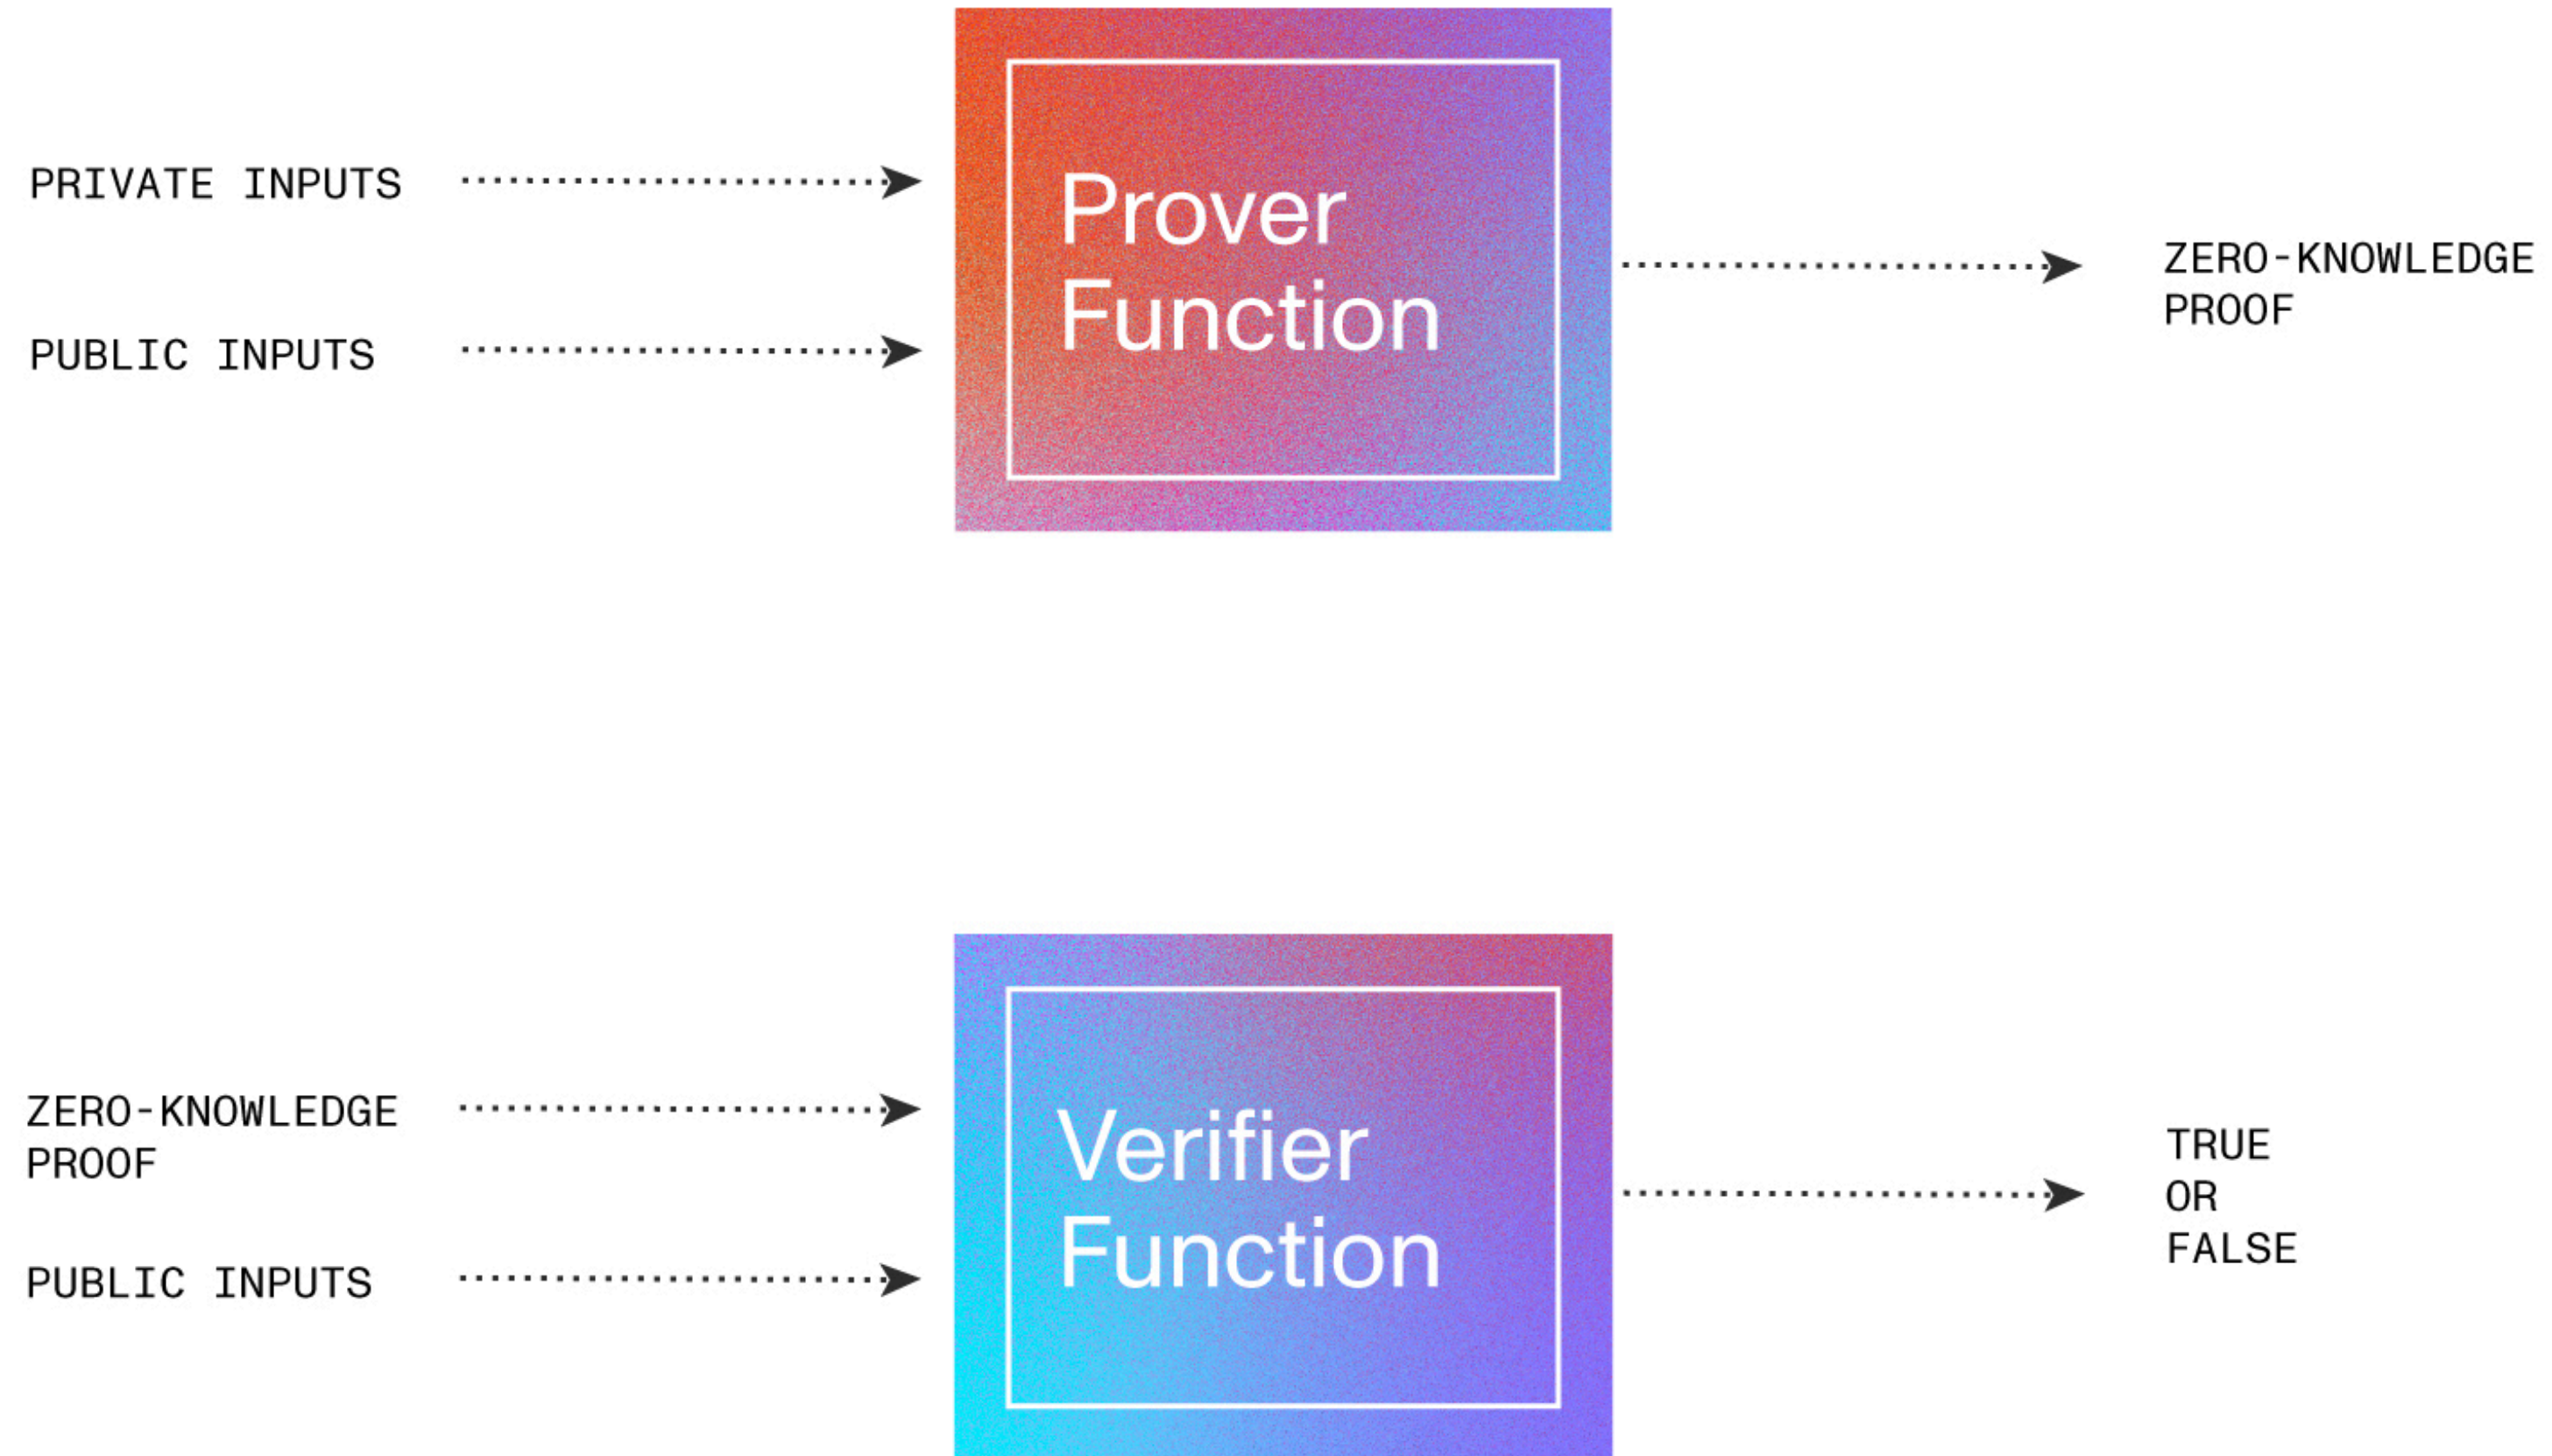 PRIVATE INPUTS
PUBLIC INPUTS
Prover
Function
ZERO-KNOWLEDGE
PROOF
ZERO-KNOWLEDGE
PROOF
PUBLIC INPUTS
Verifier
Function
TRUE
OR
FALSE